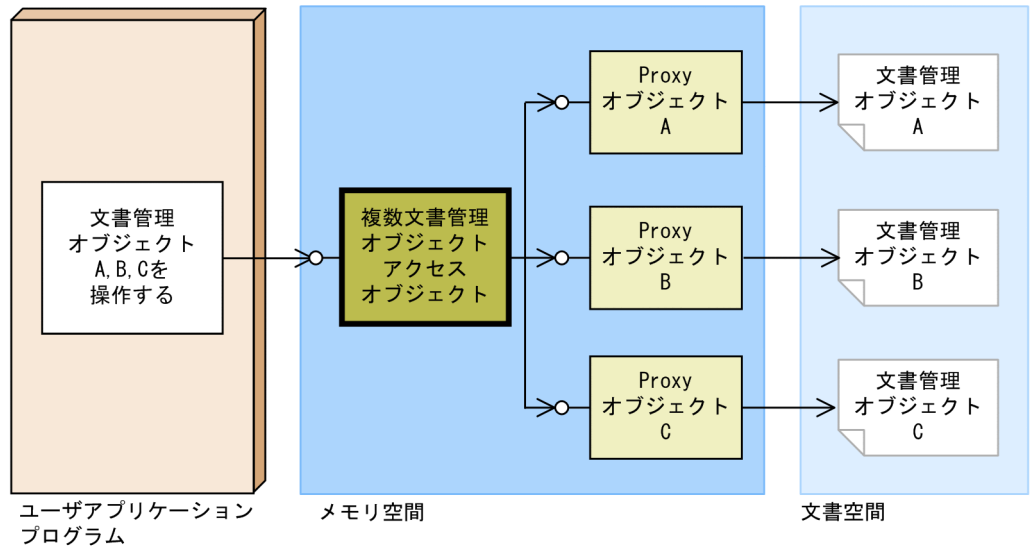 文書管理
オブジェクト
A,B,Cを
操作する
複数文書管理
オブジェクト
アクセス
オブジェクト
Proxy
オブジェクト
A
Proxy
オブジェクト
B
Proxy
オブジェクト
C
文書管理
オブジェクト
A
文書管理
オブジェクト
B
文書管理
オブジェクト
C
ユーザアプリケーション
プログラム
メモリ空間
文書空間